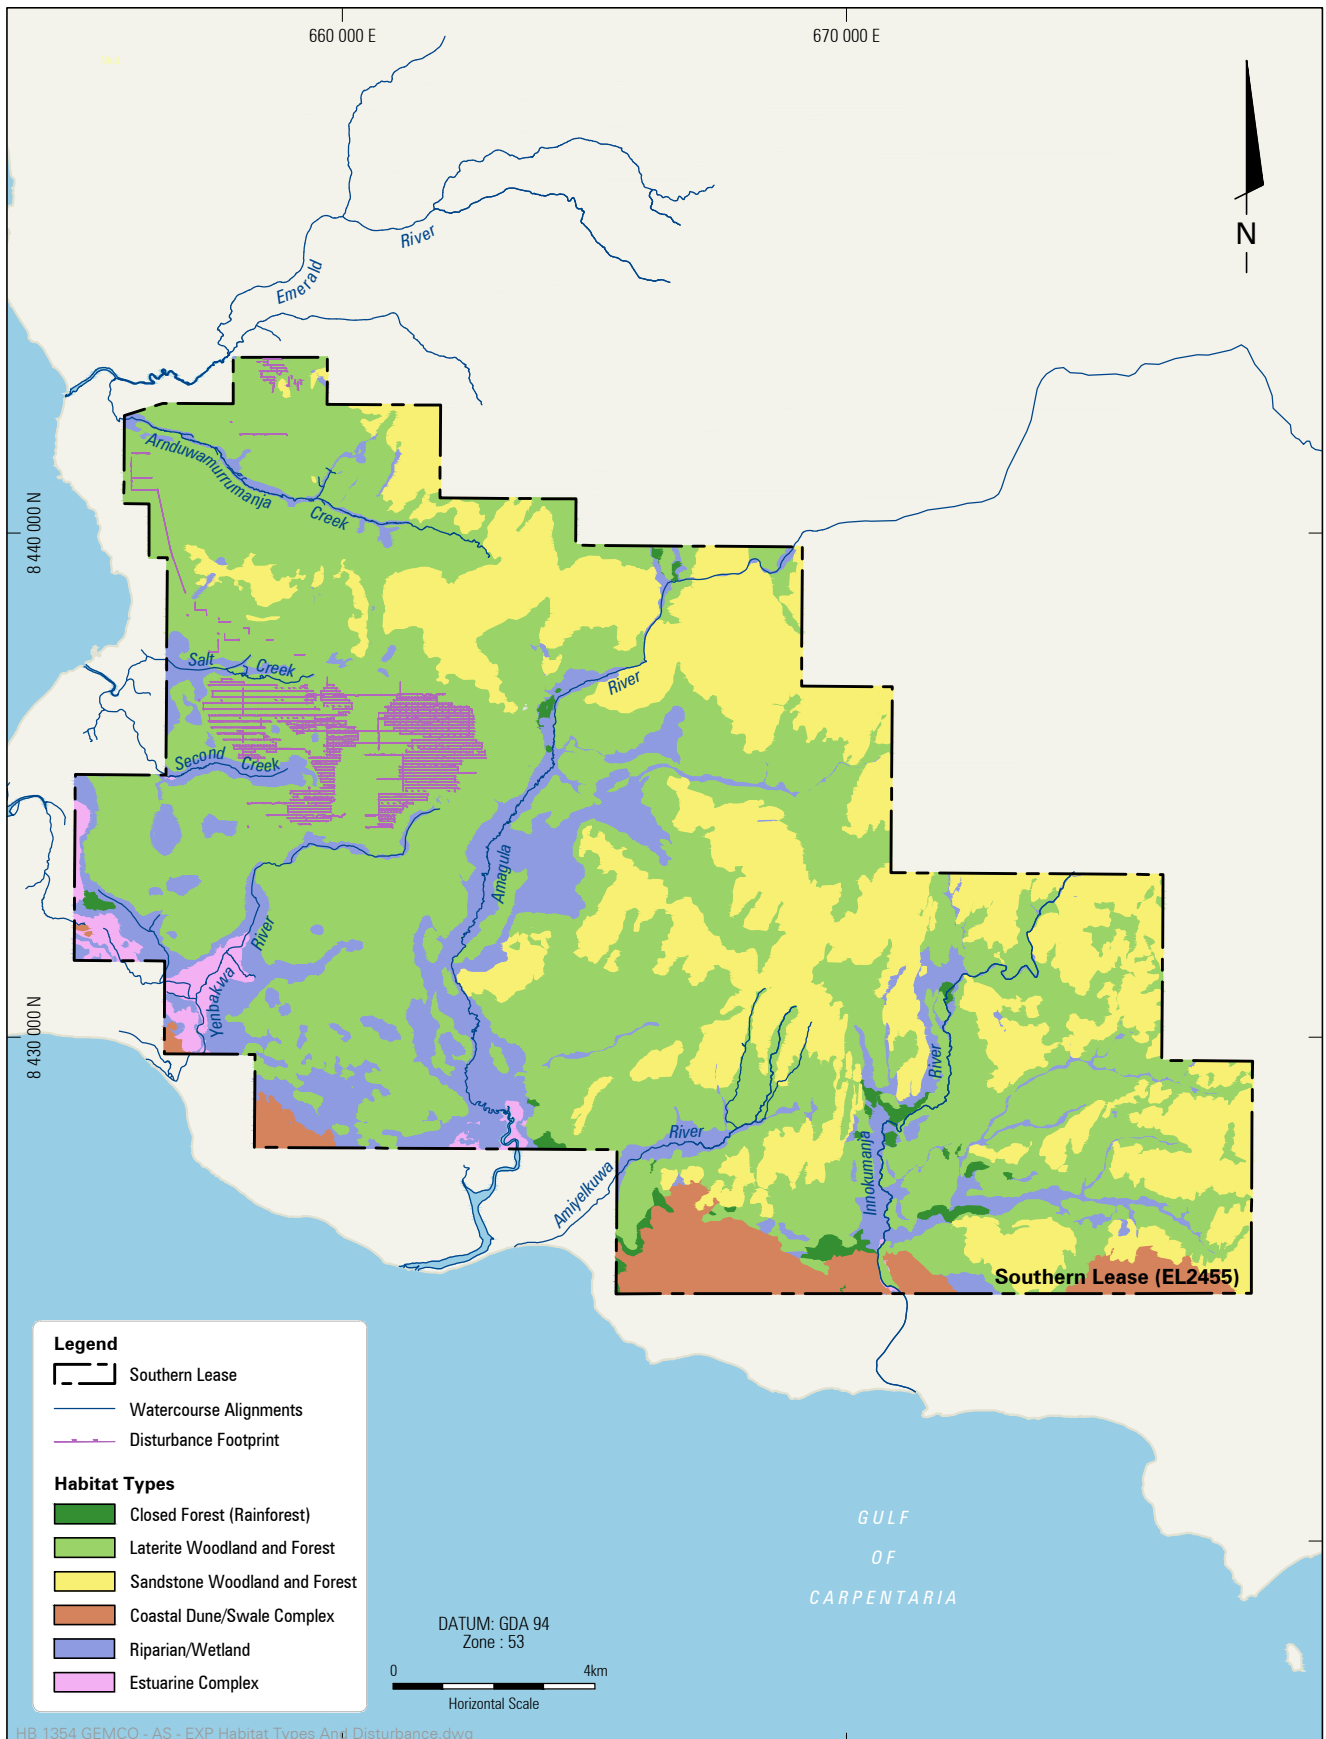 660 000 E
670 000 E
N
River
Emerald
Arnduwamurrumanja
Creek
8 440 000 N
Salt
Creek
River
Second
Creek
Amagula
River
Yenbakwa
8 430 000 N
River
River
Innokumanja
Amiyelkuwa
Southern Lease (EL2455)
Legend
Southern Lease
Watercourse Alignments
Disturbance Footprint
Habitat Types
Closed Forest (Rainforest)
Laterite Woodland and Forest
Sandstone Woodland and Forest
Coastal Dune/Swale Complex
Riparian/Wetland
Estuarine Complex
GULF
OF
CARPENTARIA
DATUM: GDA 94
Zone : 53
0 4km
Horizontal Scale
HB 1354 GEMCO - AS - EXP Habitat Types And Disturbance.dwg